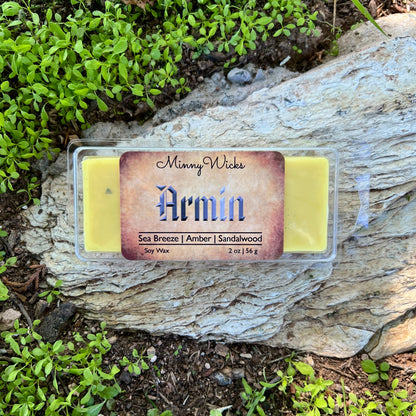 MinnyWicks
Armin
Sea Breeze | Amber | Sandalwood
Soy Wax 2 oz | 56 g